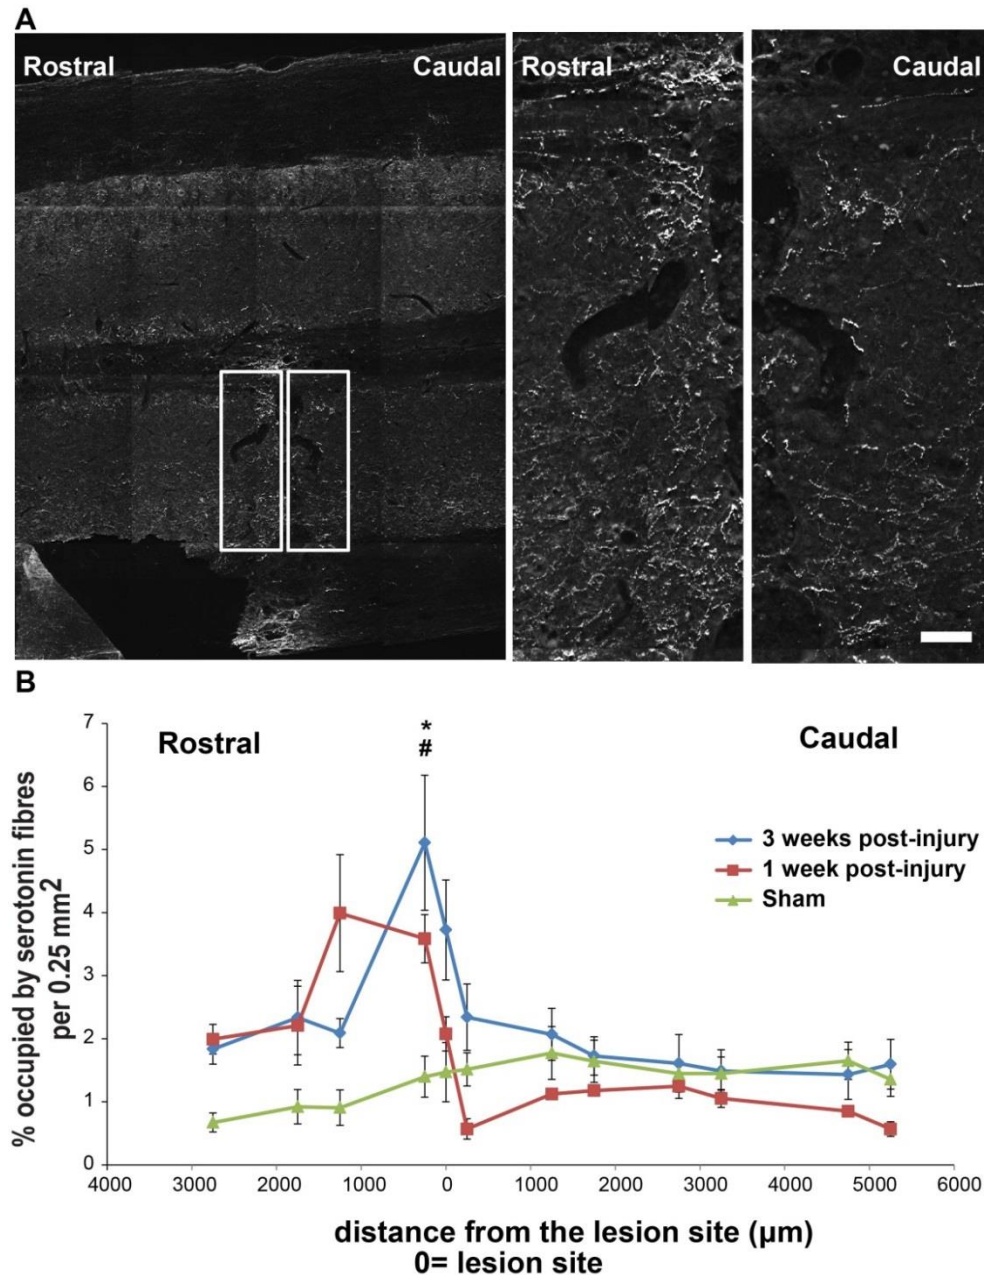 A
Rostral
Caudal
Rostral
Caudal
B
7
6
5
4
3
2
1
0
% occupied by serotonin fibres
per 0.25 mm²
Rostral
*
#
Caudal
3 weeks post-injury
1 week post-injury
Sham
4000 3000 2000 1000 0 1000 2000 3000 4000 5000 6000
distance from the lesion site (µm)
0= lesion site